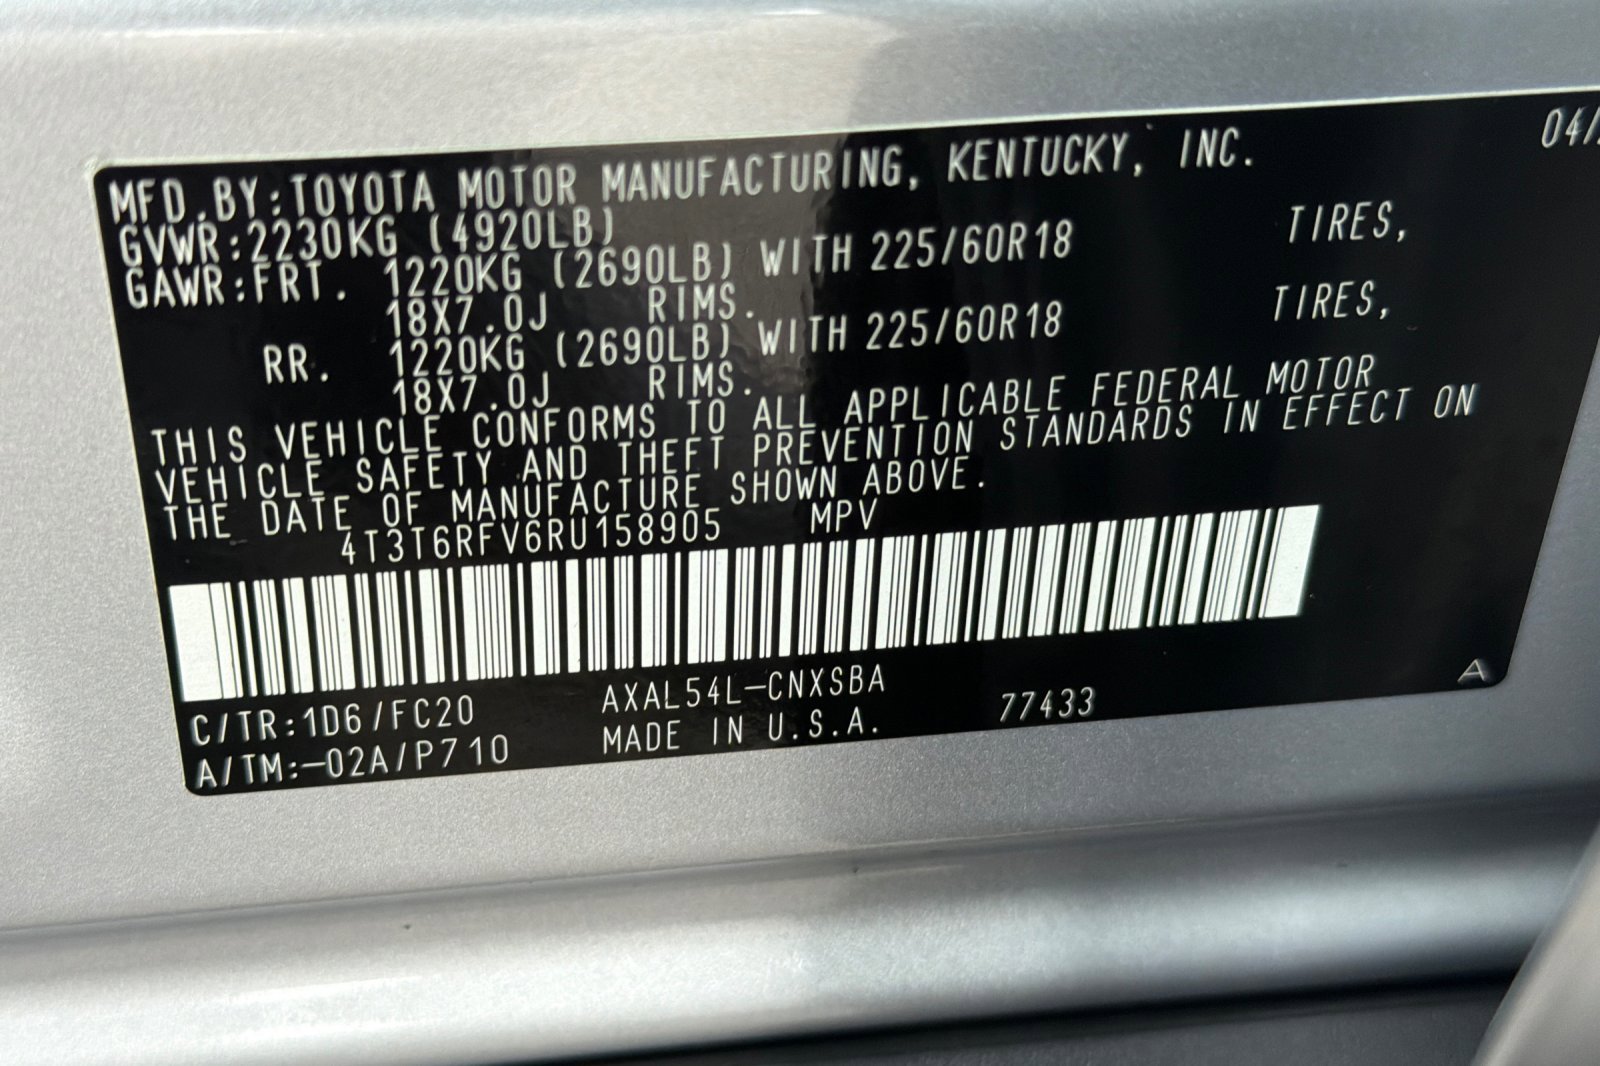 04/
MFD.BY:TOYOTA MOTOR MANUFACTURING, KENTUCKY, INC.
GVWR:2230KG (4920LB)
GAWR:FRT. 1220KG (2690LB) WITH 225/60R18 TIRES,
18X7.0J RIMS.
RR. 1220KG (2690LB) WITH 225/60R18 TIRES,
18X7.0J RIMS.
THIS VEHICLE CONFORMS TO ALL APPLICABLE FEDERAL MOTOR
VEHICLE SAFETY AND THEFT PREVENTION STANDARDS IN EFFECT ON
THE DATE OF MANUFACTURE SHOWN ABOVE.
4T3T6RFV6RU158905 MPV
C/TR:1D6/FC20 AXAL54L-CNXSBA
A/TM:-02A/P710 MADE IN U.S.A. 77433
A